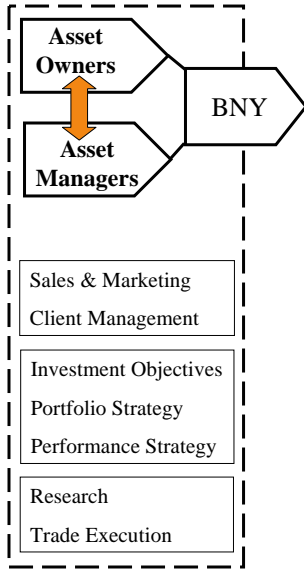 Asset
Owners
BNY
Asset
Managers
Sales & Marketing
Client Management
Investment Objectives
Portfolio Strategy
Performance Strategy
Research
Trade Execution